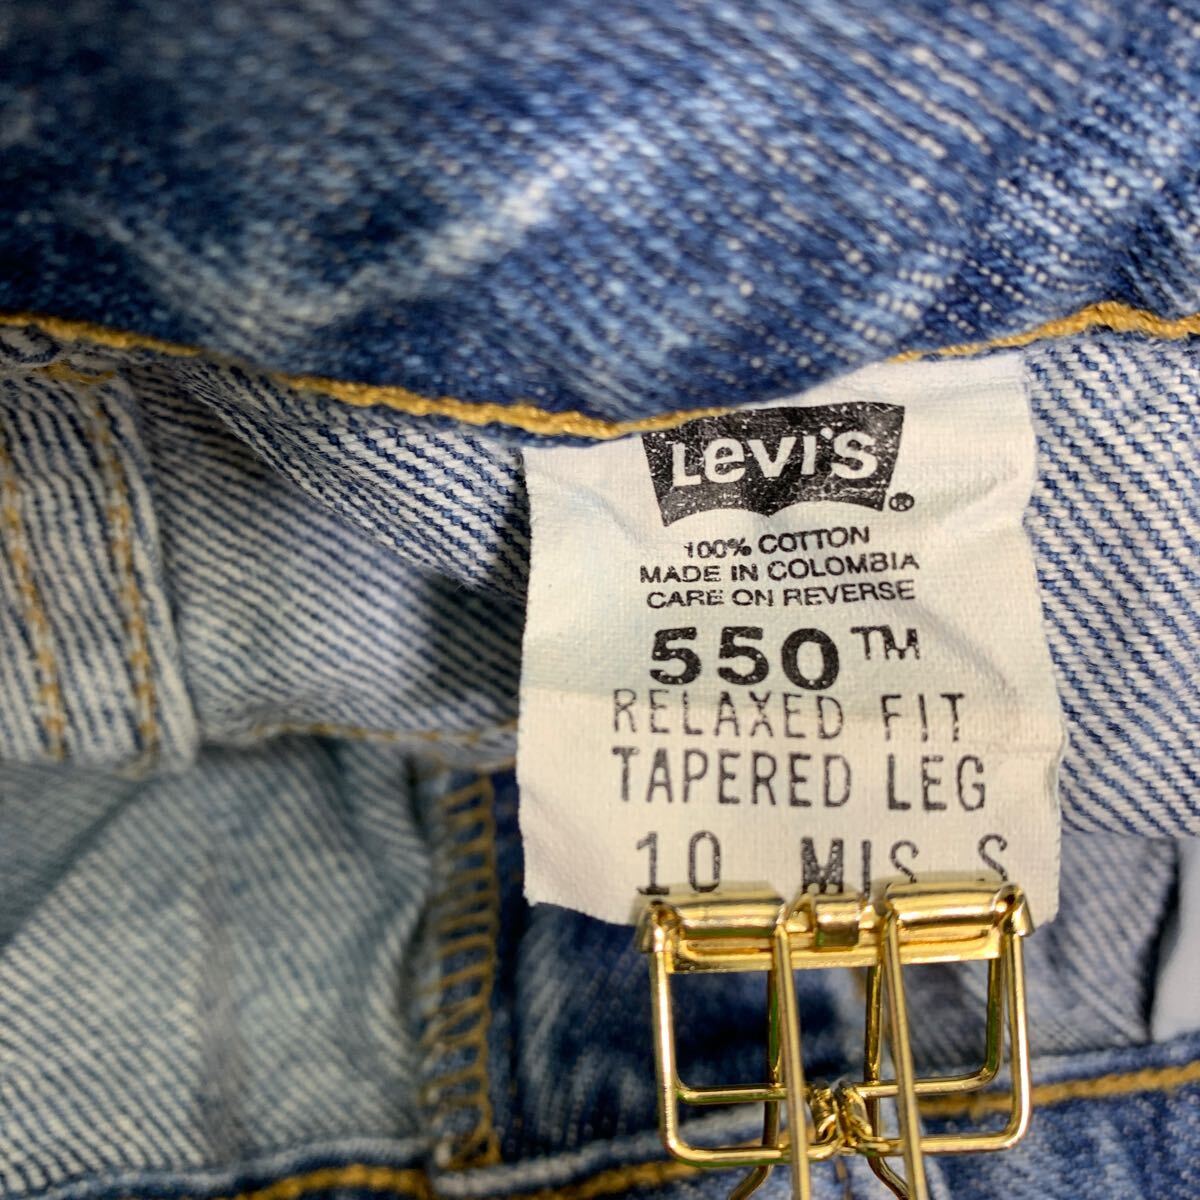 Levi's ®
100% COTTON
MADE IN COLOMBIA
CARE ON REVERSE
550™
RELAXED FIT
TAPERED LEG
10 MIS S